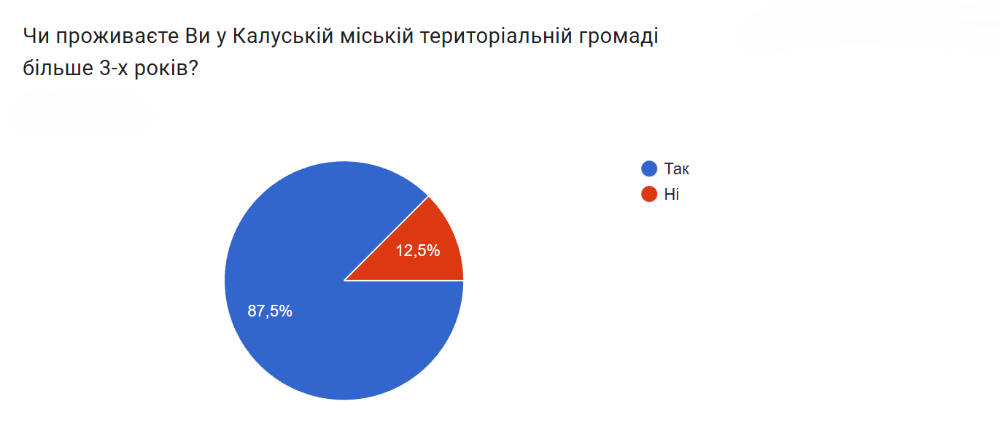 Чи проживаєте Ви у Калуській міській територіальній громаді
більше 3-х років?
Так
Ні
12,5%
87,5%